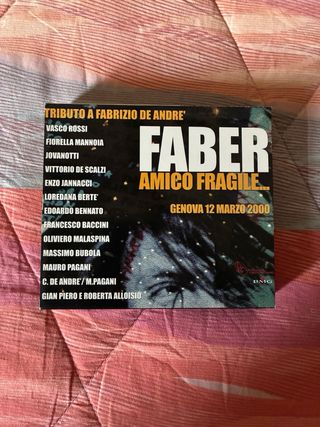 TRIBUTO A FABRIZIO DE ANDRE'
VASCO ROSSI
FIORELLA MANNOIA
JOVANOTTI
VITTORIO DE SCALZI
ENZO JANNACCI
LOREDANA BERTE'
EDOARDO BENNATO
FRANCESCO BACCINI
OLIVIERO MALASPINA
MASSIMO BUBOLA
MAURO PAGANI
C. DE ANDRE' / M.PAGANI
GIAN PIERO E ROBERTA ALLOISIO
FABER
AMICO FRAGILE...
GENOVA 12 MARZO 2000
BMG